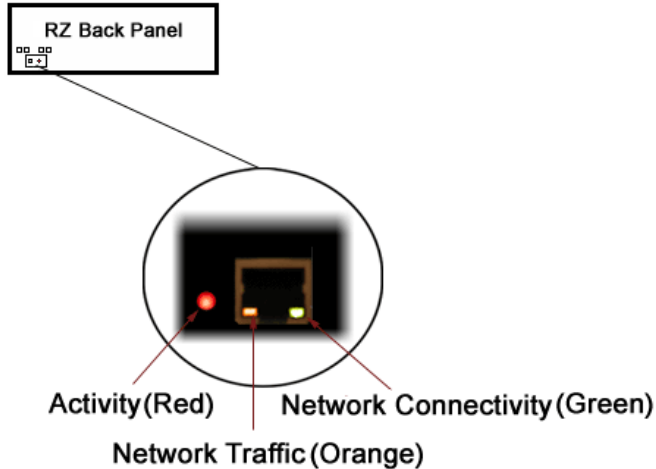 RZ Back Panel
Activity(Red)
Network Connectivity(Green)
Network Traffic(Orange)